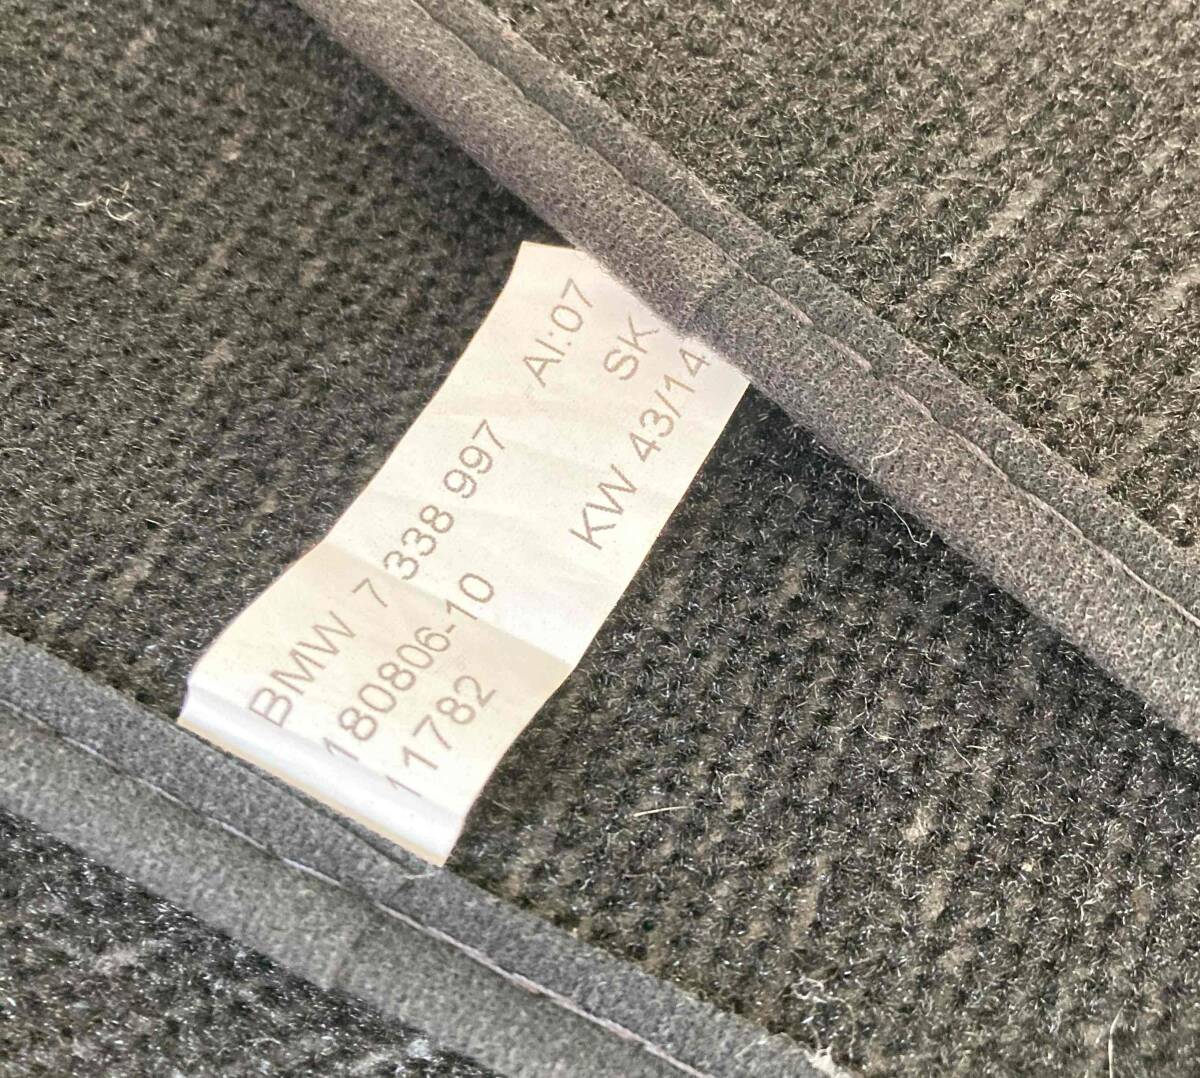 BMW 7 338 997 AI:07
180806-10 SK
11782 KW 43/14